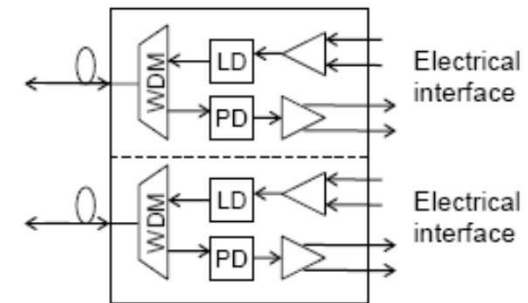 WDM
LD
PD
Electrical
interface
WDM
LD
PD
Electrical
interface